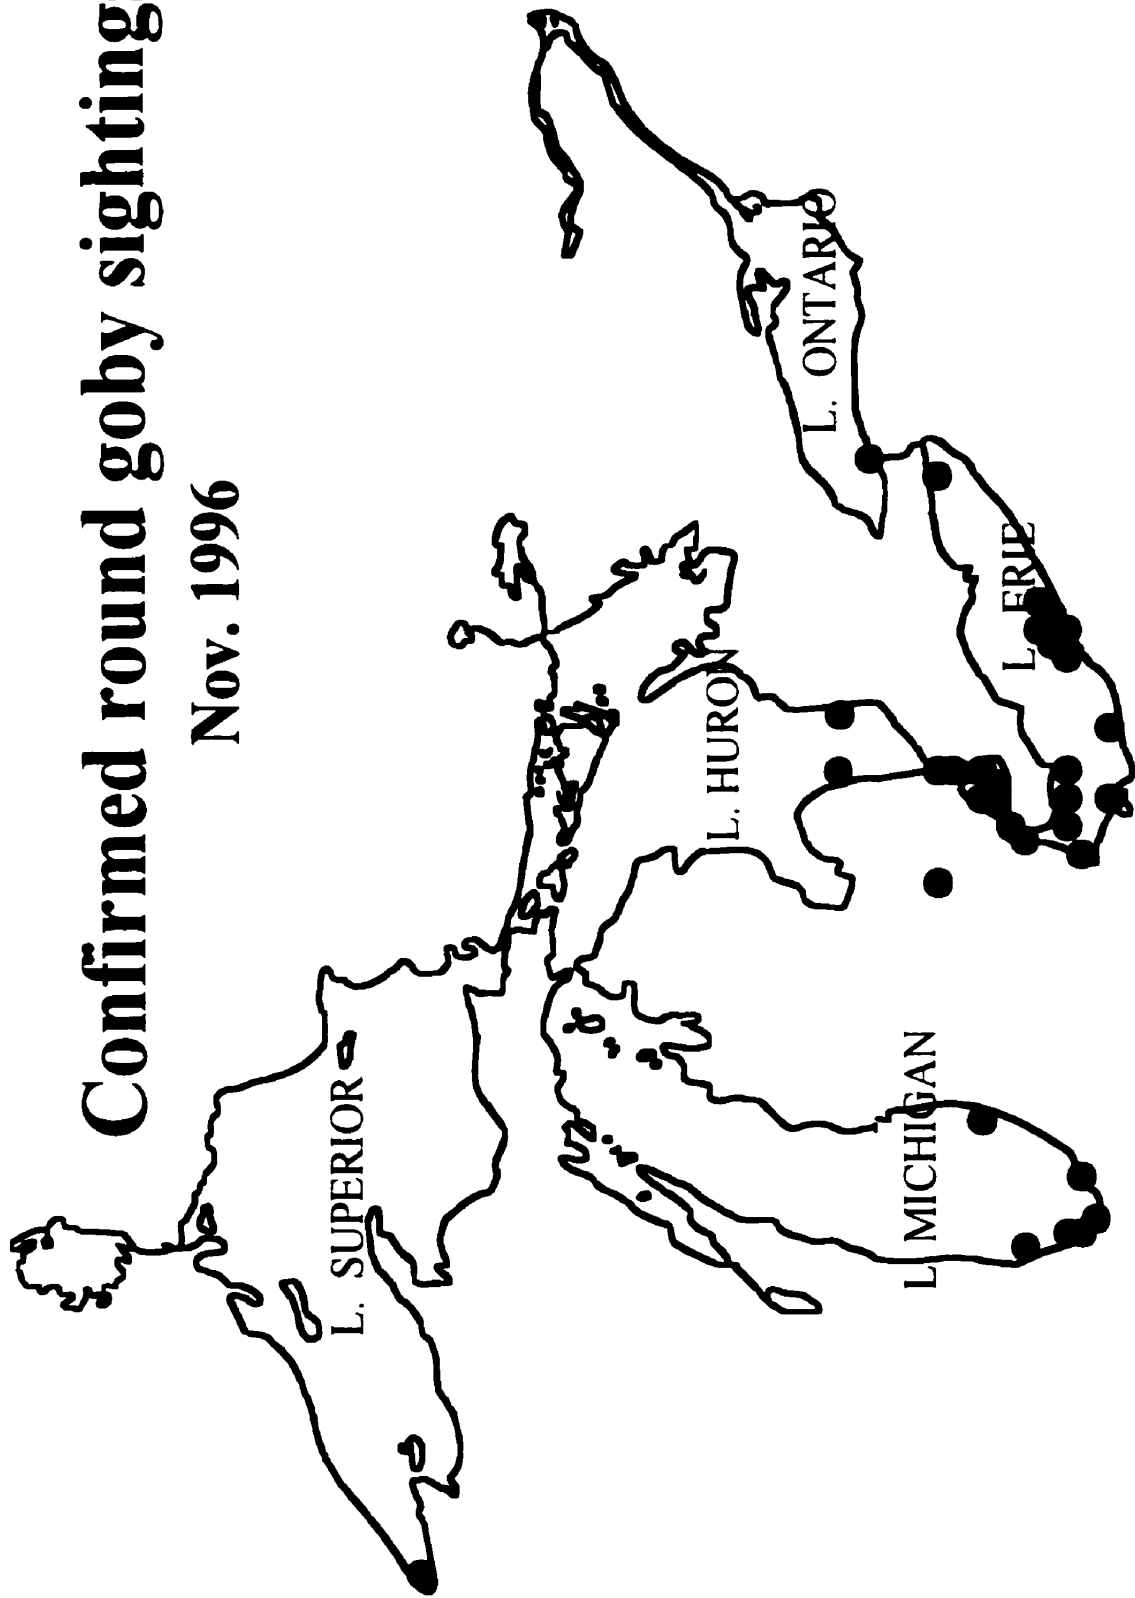 Confirmed round goby sighting
Nov. 1996
L. SUPERIOR
L. HURON
L. ONTARIO
L MICHIGAN
L ERIE